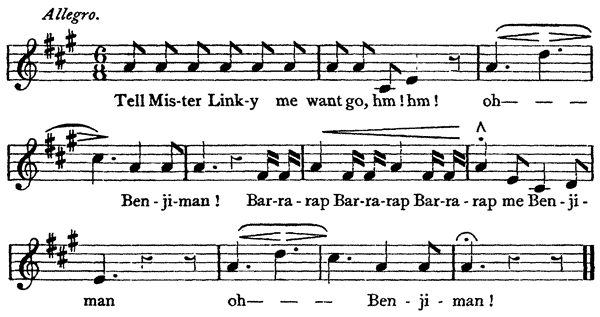 Allegro.
6
8
Tell Mis-ter Link-y me want go, hm! hm! oh— — —
Ben-ji-man! Bar-ra-rap Bar-ra-rap Bar-ra-rap me Ben-ji-
man oh— — — Ben-ji-man!